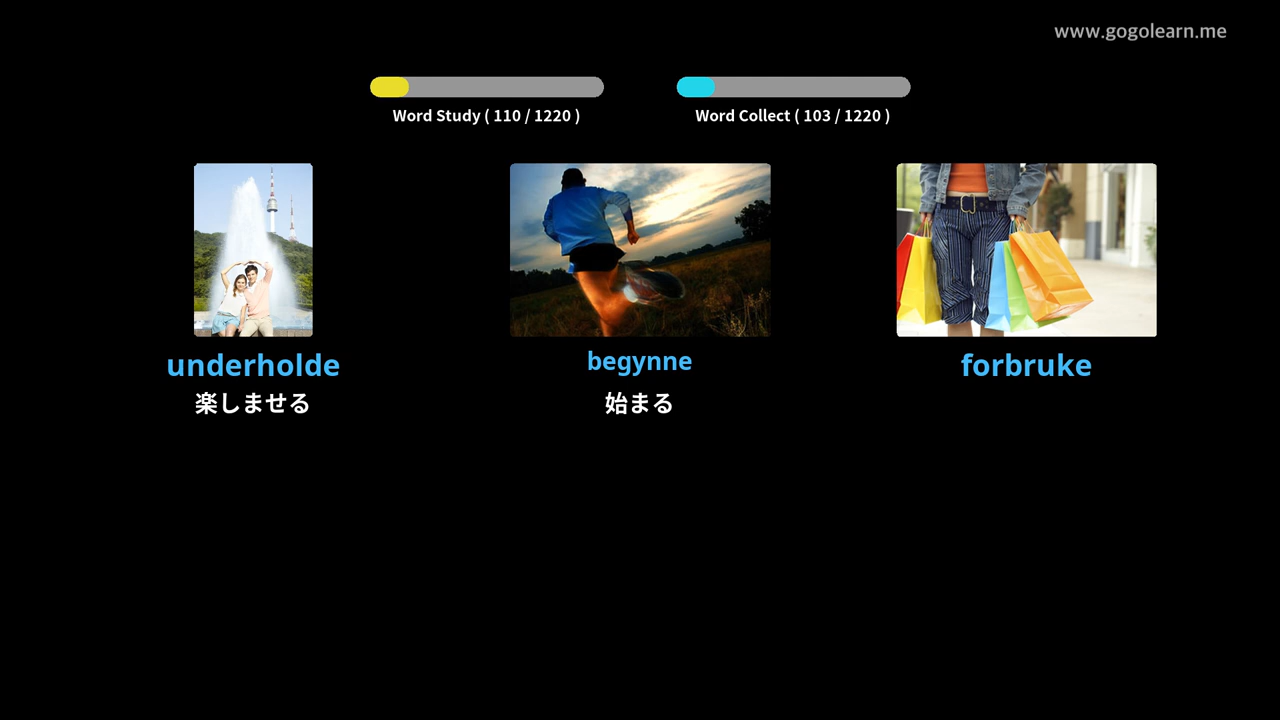 www.gogolearn.me
Word Study ( 110 / 1220 )
Word Collect ( 103 / 1220 )
underholde
begynne
forbruke
楽しませる
始まる